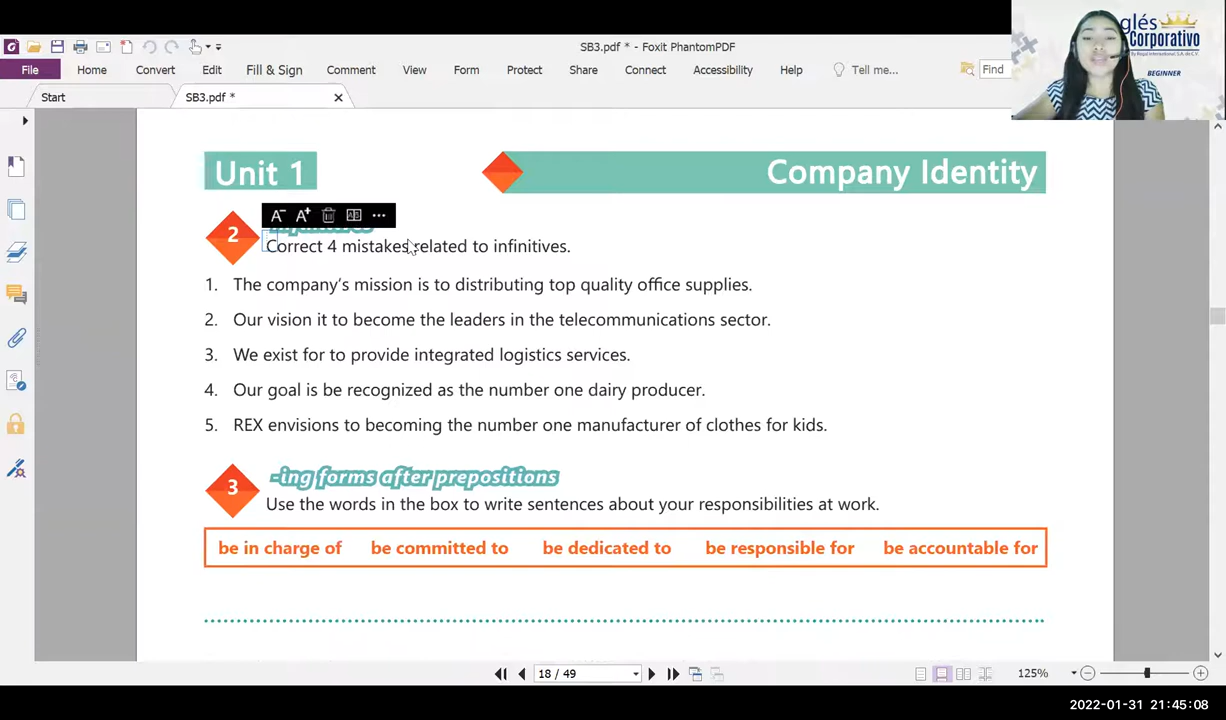 SB3.pdf * - Foxit PhantomPDF
File Home Convert Edit Fill & Sign Comment View Form Protect Share Connect Accessibility Help Tell me... Find
Start SB3.pdf *
glés
Corporativo
By Regal International, S.A. de C.V.
BEGINNER
Unit 1 Company Identity
2
Correct 4 mistakes related to infinitives.
1. The company's mission is to distributing top quality office supplies.
2. Our vision it to become the leaders in the telecommunications sector.
3. We exist for to provide integrated logistics services.
4. Our goal is be recognized as the number one dairy producer.
5. REX envisions to becoming the number one manufacturer of clothes for kids.
3 -ing forms after prepositions
Use the words in the box to write sentences about your responsibilities at work.
be in charge of be committed to be dedicated to be responsible for be accountable for
18 / 49 125%
2022-01-31 21:45:08